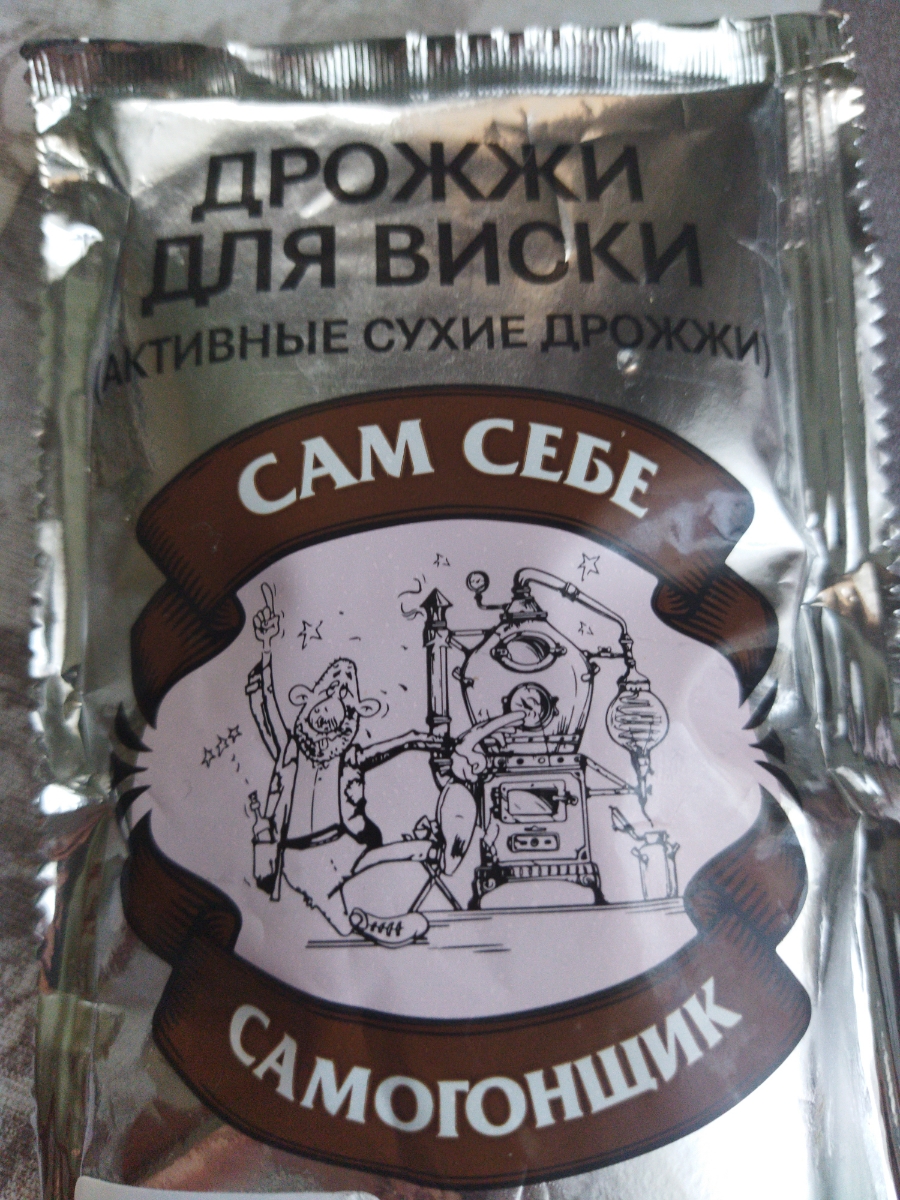 ДРОЖЖИ
ДЛЯ ВИСКИ
(АКТИВНЫЕ СУХИЕ ДРОЖЖИ)
САМ СЕБЕ
САМОГОНЩИК